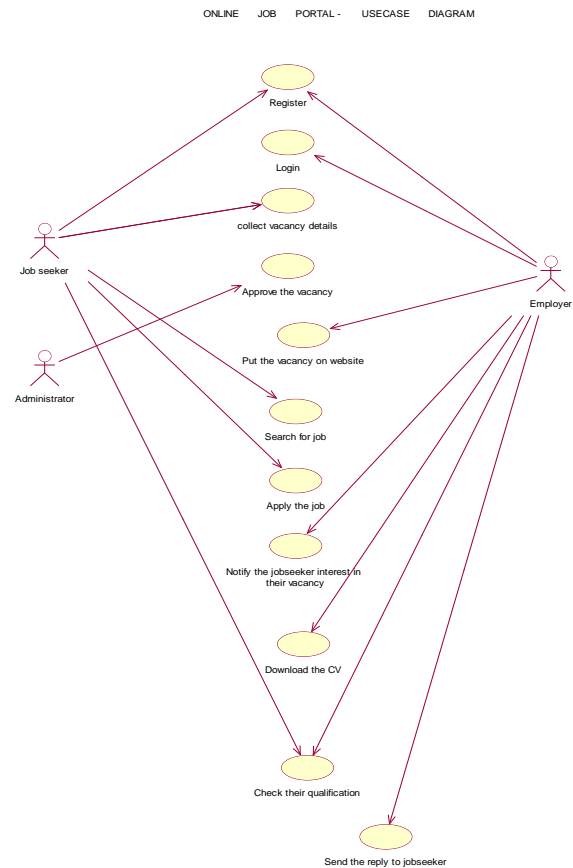 ONLINE JOB PORTAL - USECASE DIAGRAM
Register
Login
collect vacancy details
Job seeker
Approve the vacancy
Employer
Put the vacancy on website
Administrator
Search for job
Apply the job
Notify the jobseeker interest in
their vacancy
Download the CV
Check their qualification
Send the reply to jobseeker